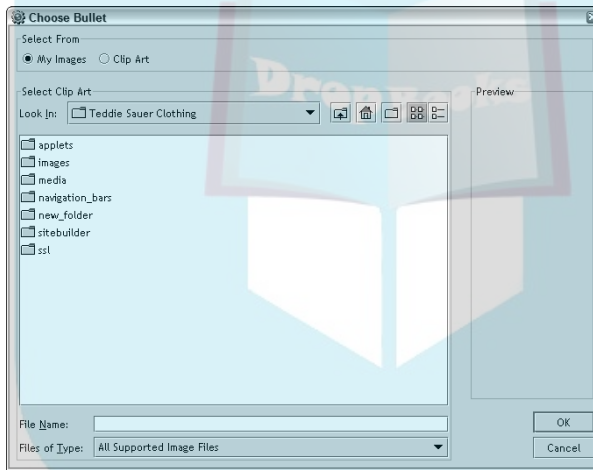 Choose Bullet
Select From
My Images Clip Art
Select Clip Art
Preview
Look In: Teddie Sauer Clothing
applets
images
media
navigation_bars
new_folder
sitebuilder
ssl
File Name:
OK
Files of Type: All Supported Image Files
Cancel
DropBooks